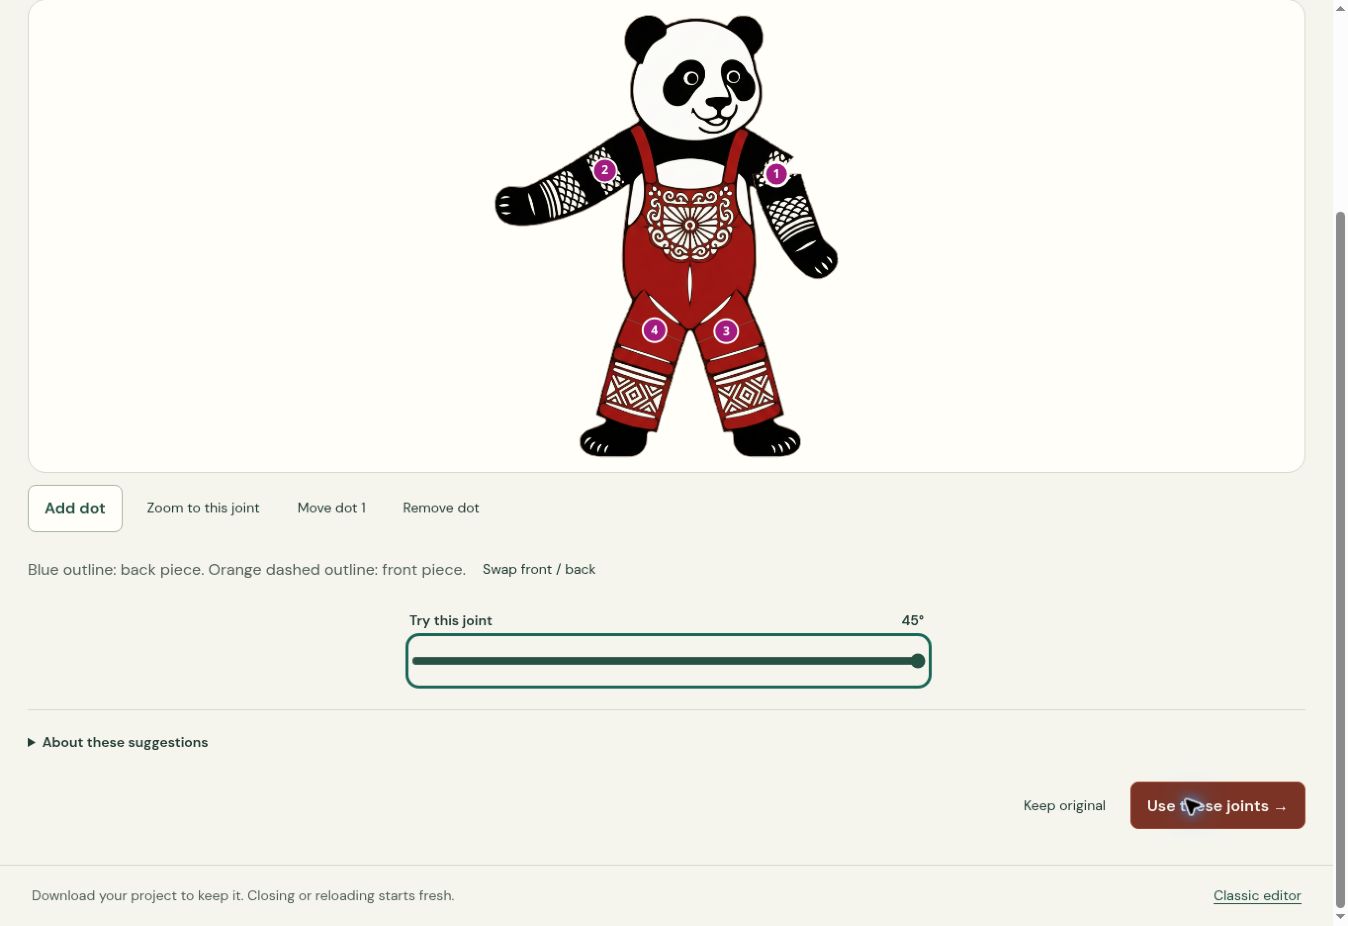 2
1
4
3
Add dot
Zoom to this joint
Move dot 1
Remove dot
Blue outline: back piece. Orange dashed outline: front piece.
Swap front / back
Try this joint
45°
About these suggestions
Keep original
Use these joints →
Download your project to keep it. Closing or reloading starts fresh.
Classic editor